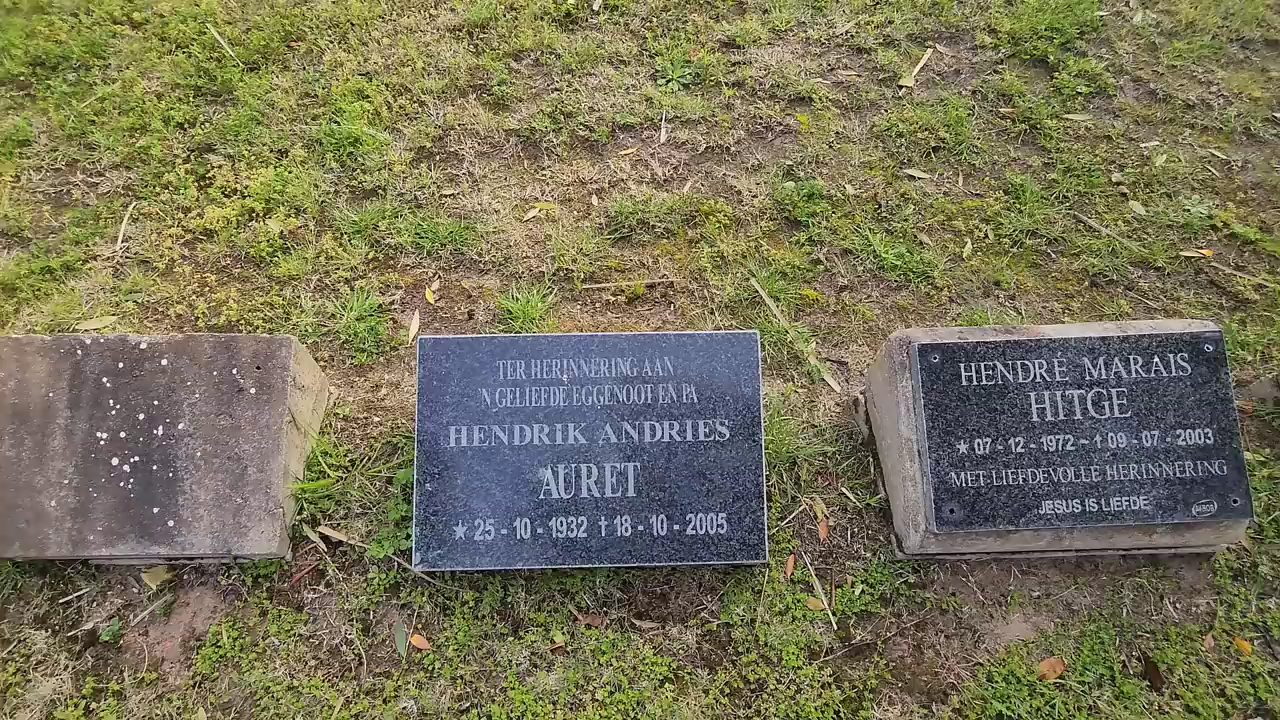 TER HERINNERING AAN
'N GELIEFDE EGGENOOT EN PA
HENDRIK ANDRIES
AURET
★ 25 - 10 - 1932 † 18 - 10 - 2005
HENDRÉ MARAIS
HITGE
★ 07 - 12 - 1972 ~ † 09 - 07 - 2003
MET LIEFDEVOLLE HERINNERING
JESUS IS LIEFDE